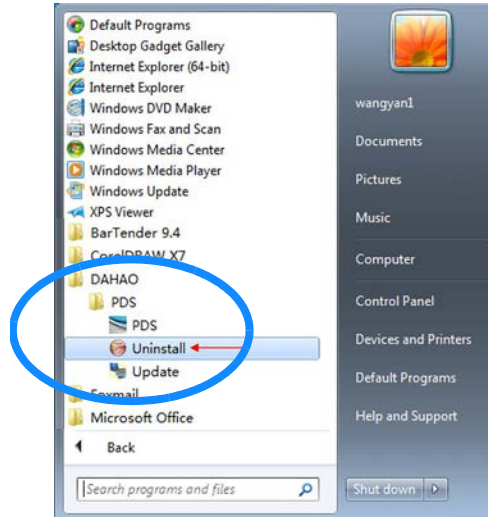 Default Programs
Desktop Gadget Gallery
Internet Explorer (64-bit)
Internet Explorer
Windows DVD Maker
Windows Fax and Scan
Windows Media Center
Windows Media Player
Windows Update
XPS Viewer
BarTender 9.4
CorelDRAW X7
DAHAO
PDS
PDS
Uninstall
Update
Foxmail
Microsoft Office
Back
Search programs and files
wangyan1
Documents
Pictures
Music
Computer
Control Panel
Devices and Printers
Default Programs
Help and Support
Shut down